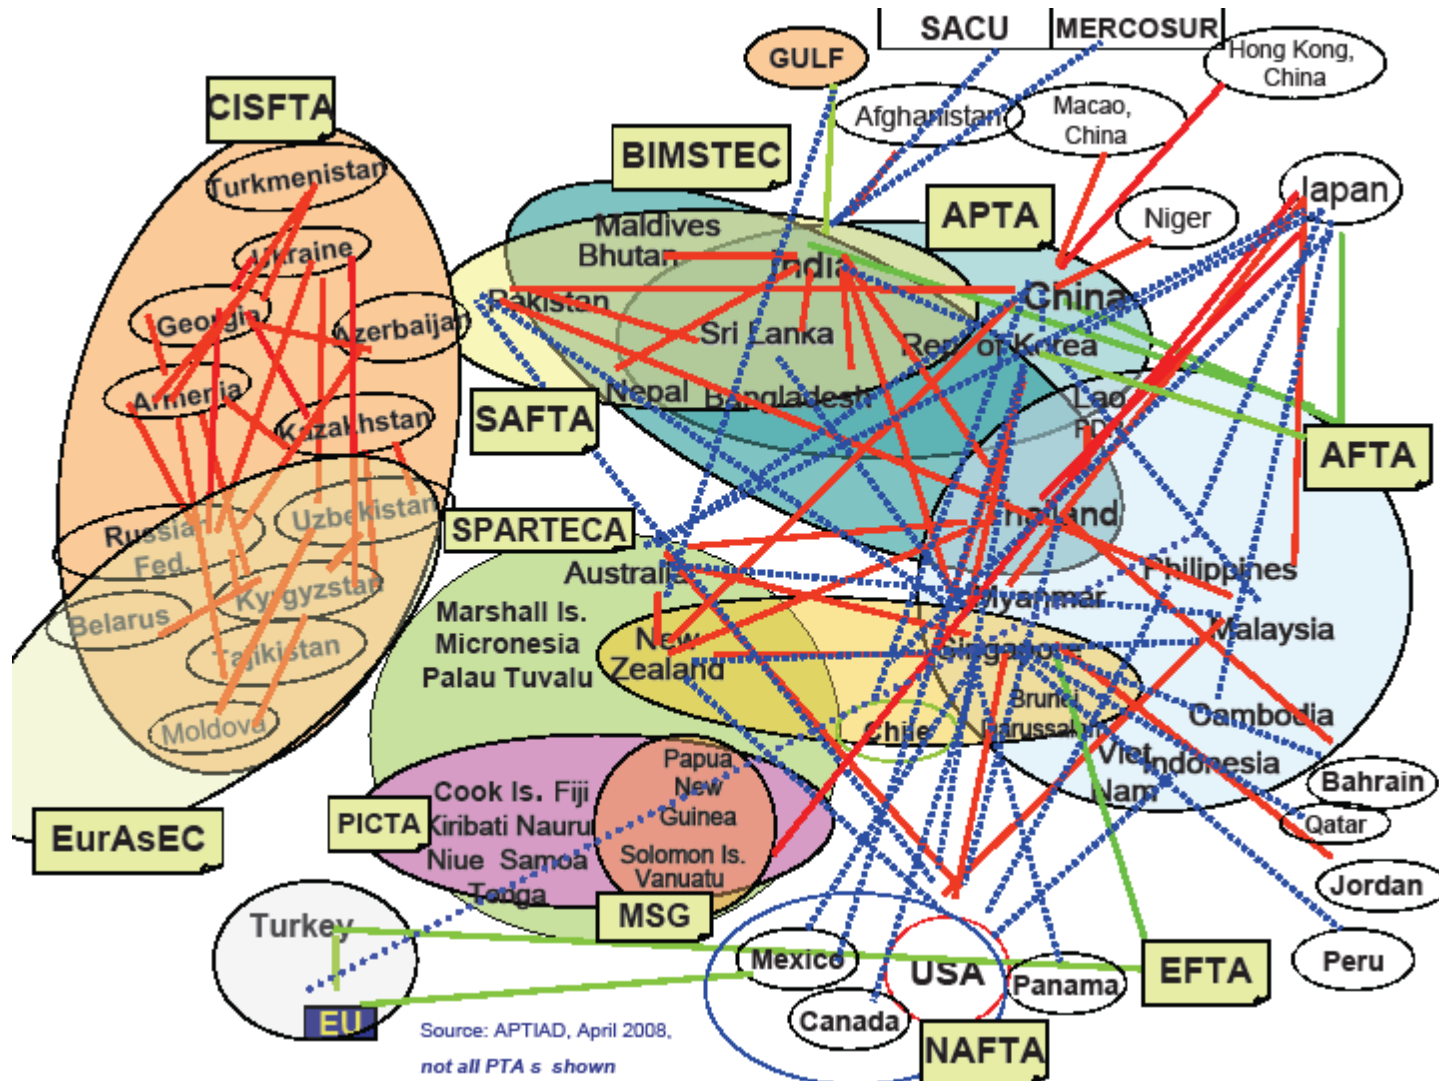 SACU
MERCOSUR
GULF
Hong Kong,
China
CISFTA
Afghanistan
Macao,
China
BIMSTEC
Turkmenistan
APTA
Japan
Niger
Maldives
Bhutan
Ukraine
India
Pakistan
China
Georgia
Azerbaijan
Sri Lanka
Rep of Korea
Armenia
Nepal
Bangladesh
Lao
PDR
SAFTA
Kazakhstan
AFTA
Uzbekistan
Thailand
SPARTECA
Russian
Fed.
Philippines
Australia
Kyrgyzstan
Myanmar
Marshall Is.
Micronesia
Palau Tuvalu
Belarus
Malaysia
New
Zealand
Singapore
Tajikistan
Brunei
Darussalam
Cambodia
Moldova
Chile
Viet
Nam
Indonesia
Papua
New
Guinea
Bahrain
Cook Is. Fiji
Kiribati Nauru
Niue Samoa
Tonga
PICTA
Qatar
EurAsEC
Solomon Is.
Vanuatu
Jordan
MSG
Turkey
Mexico
USA
Panama
EFTA
Peru
EU
Canada
Source: APTIAD, April 2008,
not all PTA s shown
NAFTA